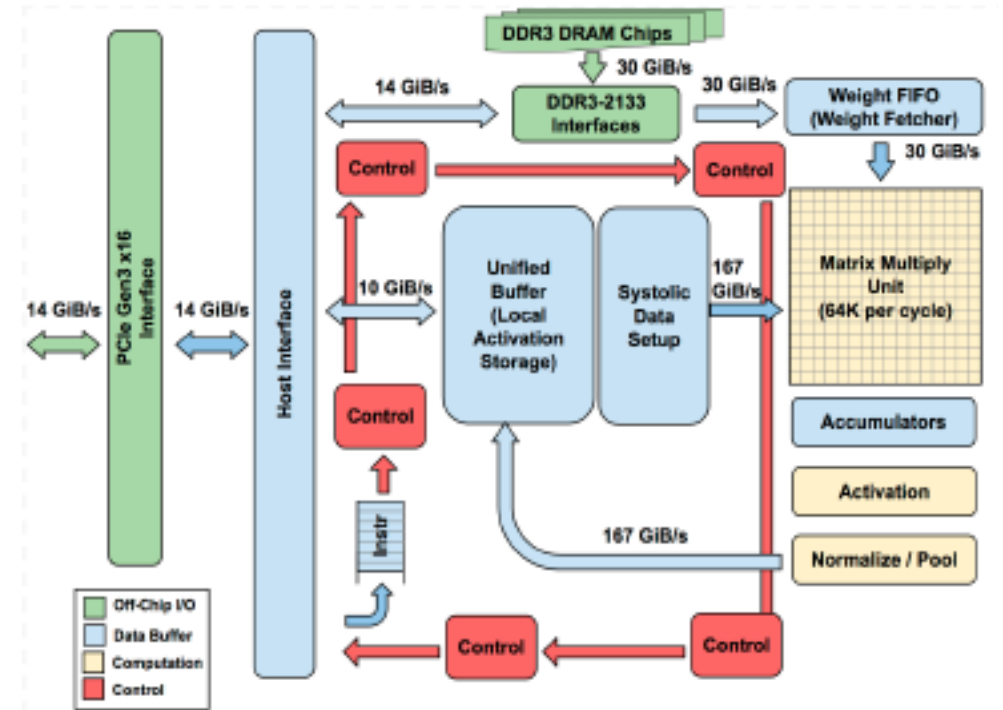 DDR3 DRAM Chips
30 GiB/s
14 GiB/s
DDR3-2133
Interfaces
30 GiB/s
Weight FIFO
(Weight Fetcher)
30 GiB/s
Control
Control
PCIe Gen3 x16
Interface
Host Interface
14 GiB/s
14 GiB/s
10 GiB/s
Unified
Buffer
(Local
Activation
Storage)
Systolic
Data
Setup
167
GiB/s
Matrix Multiply
Unit
(64K per cycle)
Control
Accumulators
Activation
Instr
167 GiB/s
Normalize / Pool
Control
Control
Off-Chip I/O
Data Buffer
Computation
Control